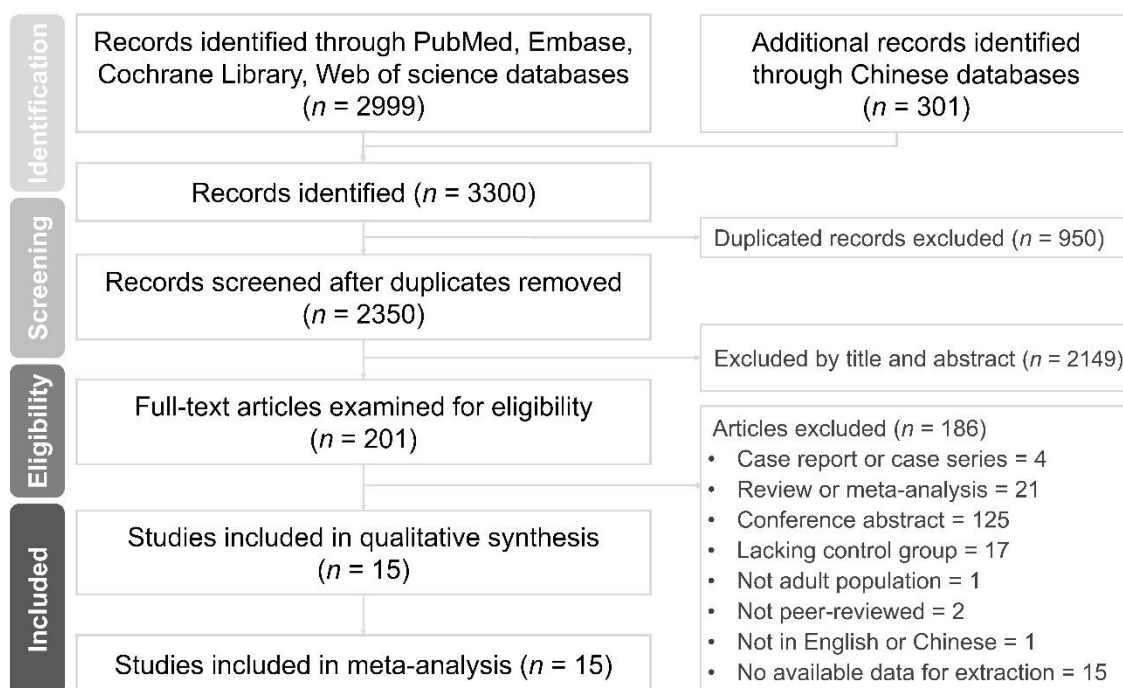 Identification
Records identified through PubMed, Embase,
Cochrane Library, Web of science databases
(n = 2999)
Additional records identified
through Chinese databases
(n = 301)
Records identified (n = 3300)
Screening
Duplicated records excluded (n = 950)
Records screened after duplicates removed
(n = 2350)
Excluded by title and abstract (n = 2149)
Eligibility
Full-text articles examined for eligibility
(n = 201)
Articles excluded (n = 186)
• Case report or case series = 4
• Review or meta-analysis = 21
• Conference abstract = 125
• Lacking control group = 17
• Not adult population = 1
• Not peer-reviewed = 2
• Not in English or Chinese = 1
• No available data for extraction = 15
Included
Studies included in qualitative synthesis
(n = 15)
Studies included in meta-analysis (n = 15)